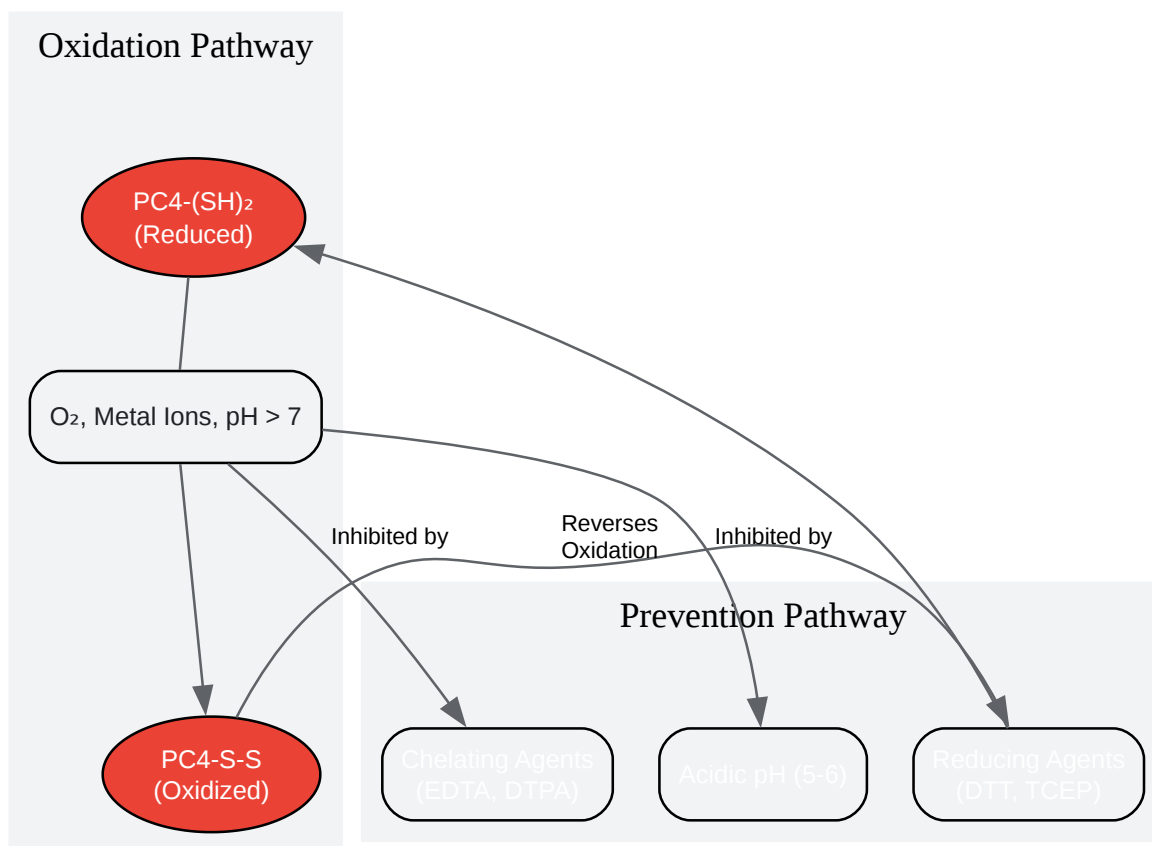 Oxidation Pathway
PC4-(SH)₂
(Reduced)
O₂, Metal Ions, pH > 7
Inhibited by
Reverses
Oxidation
Inhibited by
Prevention Pathway
PC4-S-S
(Oxidized)
Chelating Agents
(EDTA, DTPA)
Acidic pH (5-6)
Reducing Agents
(DTT, TCEP)